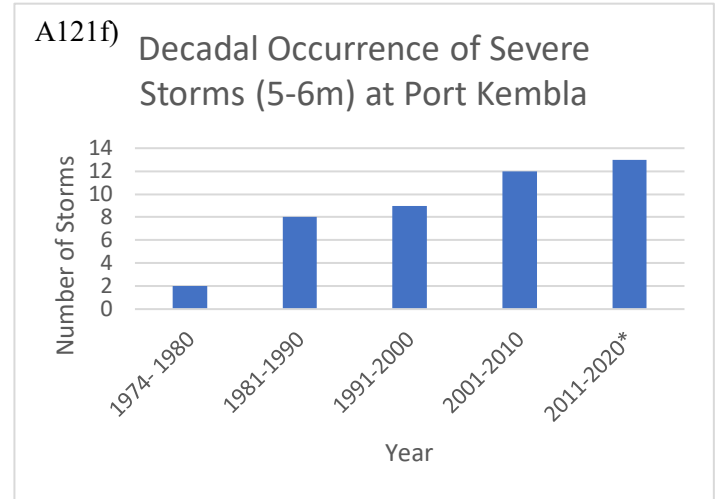 A121f)
Decadal Occurrence of Severe
Storms (5-6m) at Port Kembla
Number of Storms
14
12
10
8
6
4
2
0
1974- 1980
1981-1990
1991-2000
2001-2010
2011-2020*
Year